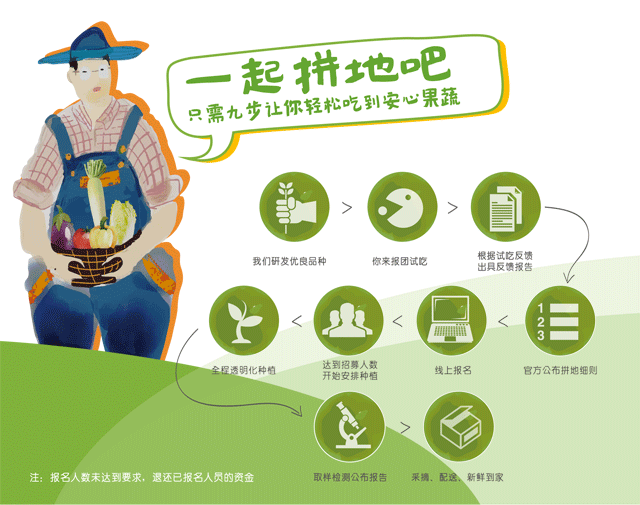 一起拼地吧
只需九步让你轻松吃到安心果蔬
我们研发优良品种
你来报团试吃
根据试吃反馈
出具反馈报告
1
2
3
全程透明化种植
达到招募人数
开始安排种植
线上报名
官方公布拼地细则
取样检测公布报告
采摘、配送、新鲜到家
注：报名人数未达到要求，退还已报名人员的资金